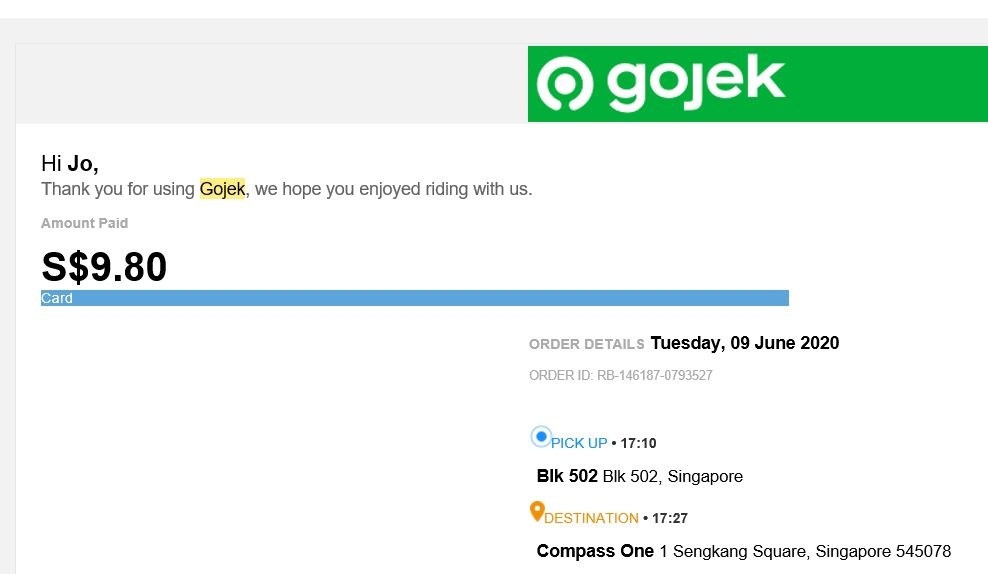 gojek
Hi Jo,
Thank you for using Gojek, we hope you enjoyed riding with us.
Amount Paid
S$9.80
Card
ORDER DETAILS Tuesday, 09 June 2020
ORDER ID: RB-146187-0793527
PICK UP • 17:10
Blk 502 Blk 502, Singapore
DESTINATION • 17:27
Compass One 1 Sengkang Square, Singapore 545078